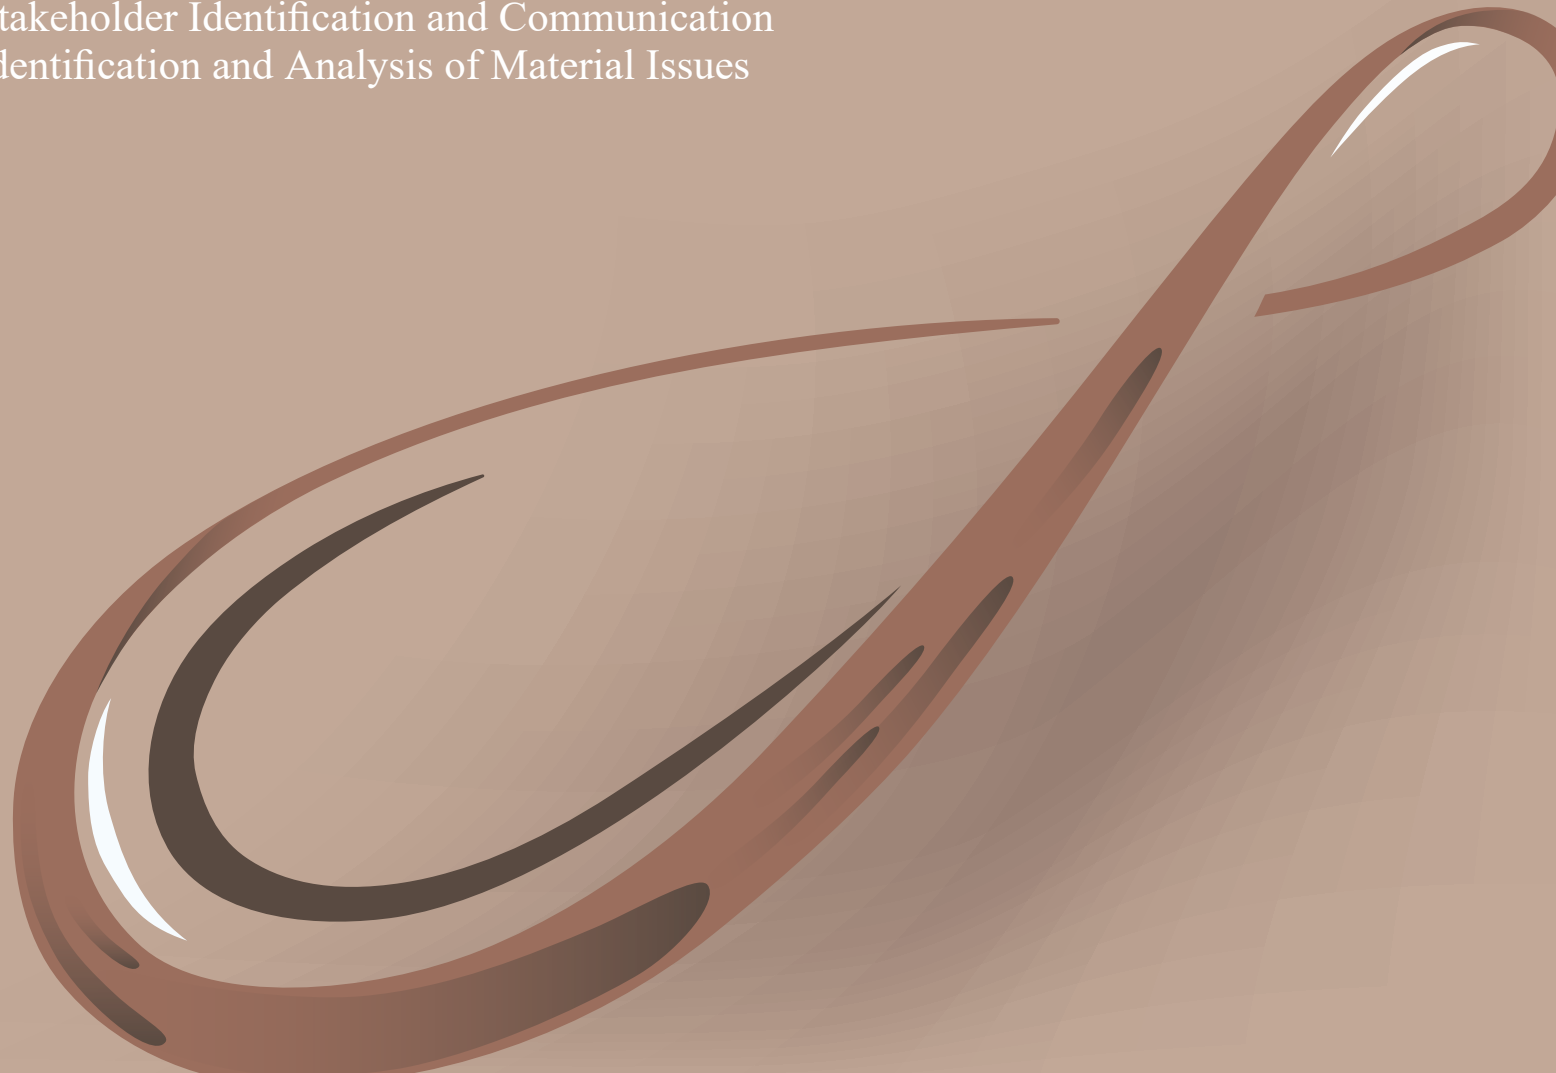 takeholder Identification and Communication
dentification and Analysis of Material Issues